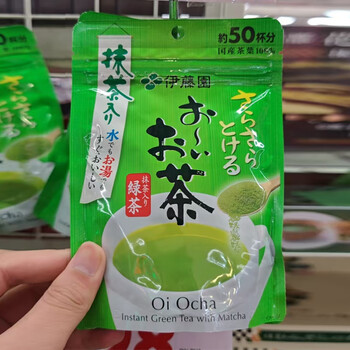 約50杯分
国産茶葉100%
抹茶入り
伊藤園
お～いお茶
さらさら
とける
水でもお湯でも
すぐおいしい
抹茶入り
緑茶
Oi Ocha
Instant Green Tea with Matcha